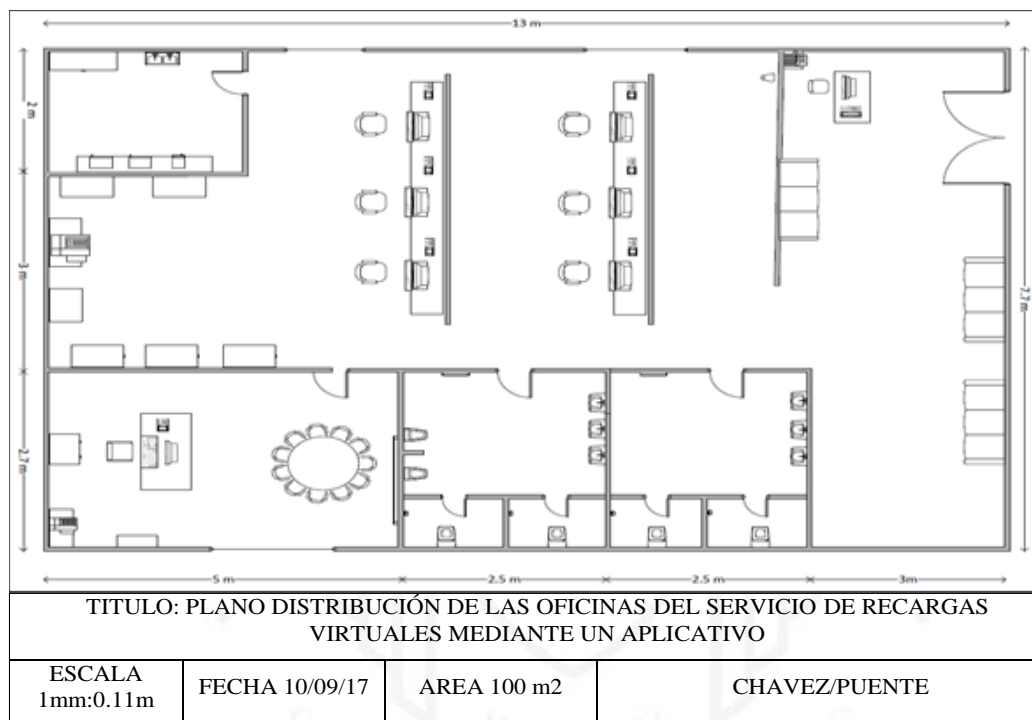 13 m
2 m
3 m
2.7 m
7.7 m
5 m
2.5 m
2.5 m
3m
TITULO: PLANO DISTRIBUCIÓN DE LAS OFICINAS DEL SERVICIO DE RECARGAS
VIRTUALES MEDIANTE UN APLICATIVO
ESCALA
1mm:0.11m
FECHA 10/09/17
AREA 100 m2
CHAVEZ/PUENTE